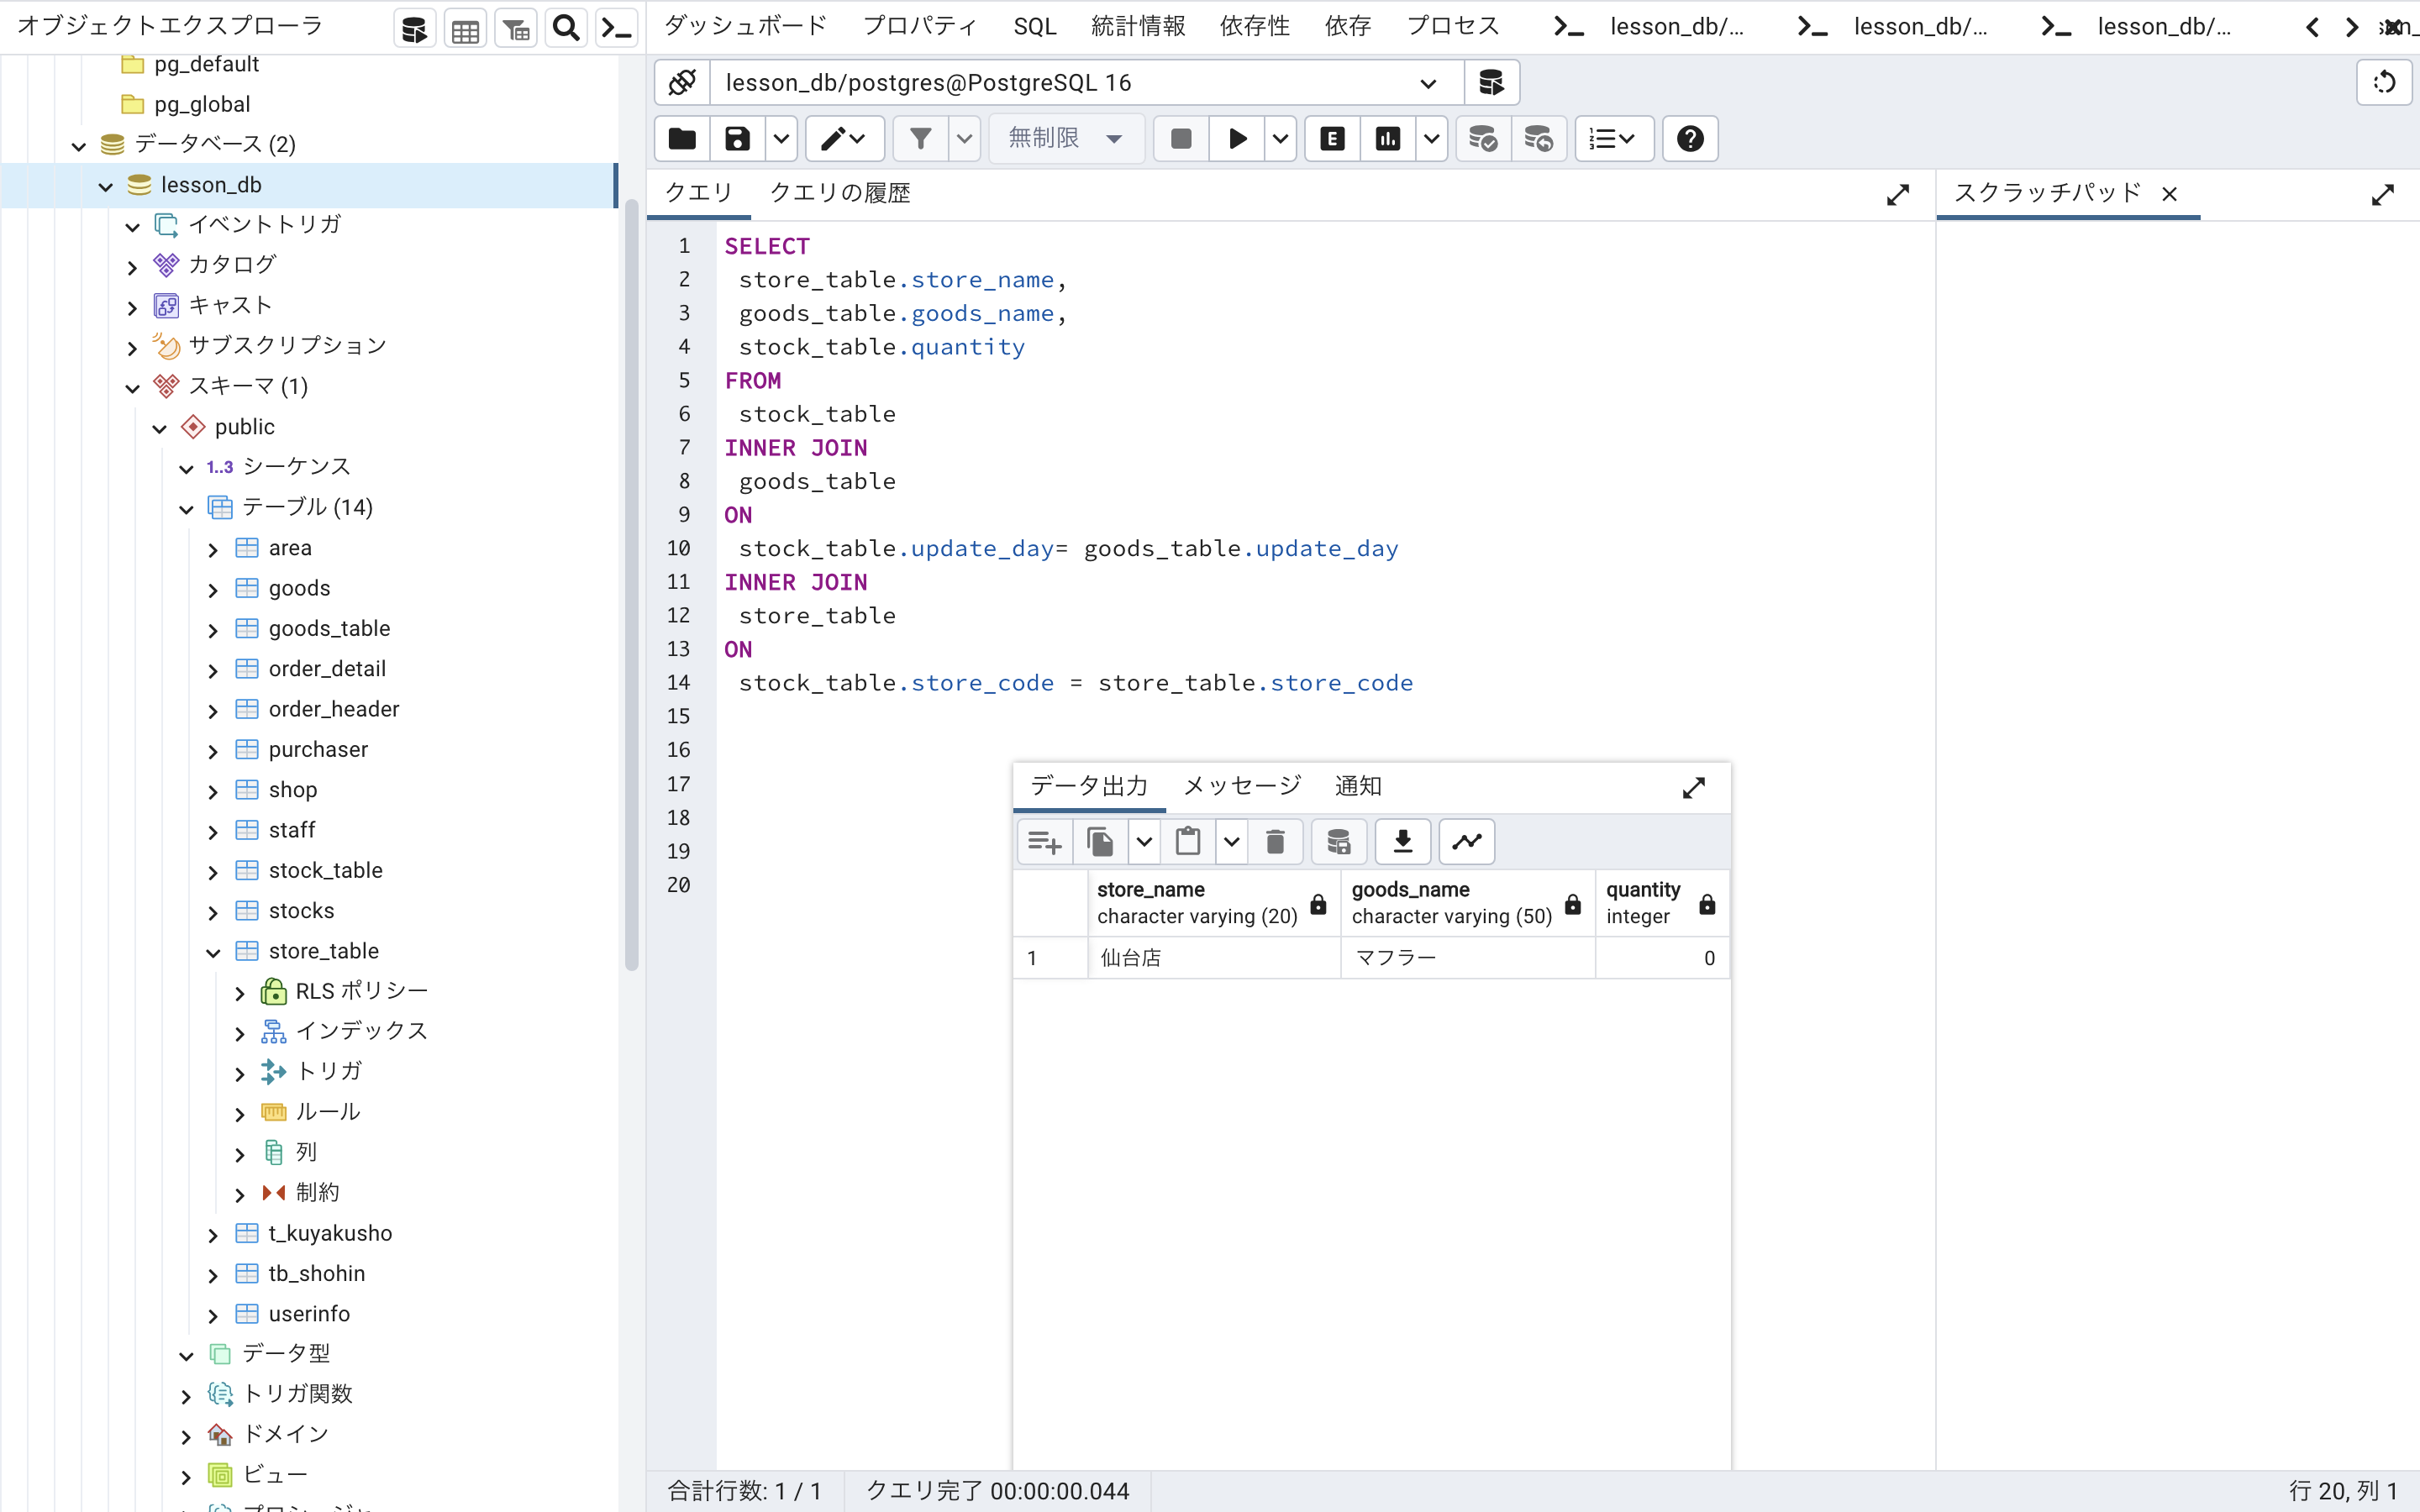 オブジェクトエクスプローラ
pg_default
pg_global
データベース (2)
lesson_db
イベントトリガ
カタログ
キャスト
サブスクリプション
スキーマ (1)
public
1..3 シーケンス
テーブル (14)
area
goods
goods_table
order_detail
order_header
purchaser
shop
staff
stock_table
stocks
store_table
RLS ポリシー
インデックス
トリガ
ルール
列
制約
t_kuyakusho
tb_shohin
userinfo
データ型
トリガ関数
ドメイン
ビュー
ダッシュボード プロパティ SQL 統計情報 依存性 依存 プロセス lesson_db/... lesson_db/... lesson_db/...
lesson_db/postgres@PostgreSQL 16
無制限 E
クエリ クエリの履歴
スクラッチパッド
1 SELECT
2 store_table.store_name,
3 goods_table.goods_name,
4 stock_table.quantity
5 FROM
6 stock_table
7 INNER JOIN
8 goods_table
9 ON
10 stock_table.update_day= goods_table.update_day
11 INNER JOIN
12 store_table
13 ON
14 stock_table.store_code = store_table.store_code
15
16
17
18
19
20
データ出力 メッセージ 通知
store_name goods_name quantity
character varying (20) character varying (50) integer
1 仙台店 マフラー 0
合計行数: 1 / 1 クエリ完了 00:00:00.044 行 20, 列 1